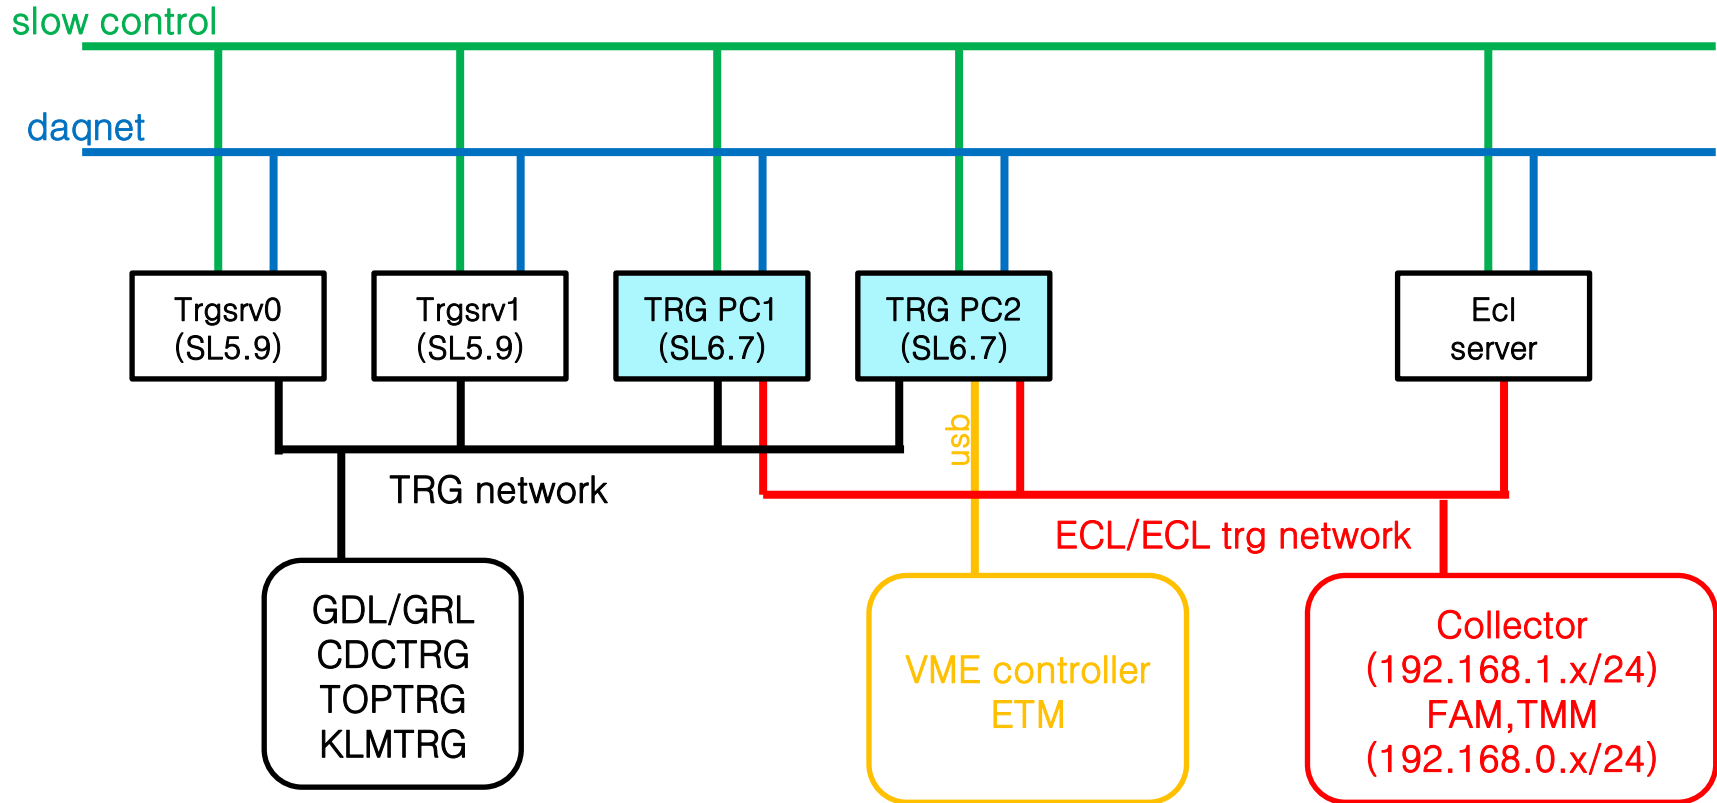 slow control
daqnet
Trgsrv0
(SL5.9)
Trgsrv1
(SL5.9)
TRG PC1
(SL6.7)
TRG PC2
(SL6.7)
Ecl
server
usb
TRG network
ECL/ECL trg network
GDL/GRL
CDCTRG
TOPTRG
KLMTRG
VME controller
ETM
Collector
(192.168.1.x/24)
FAM,TMM
(192.168.0.x/24)